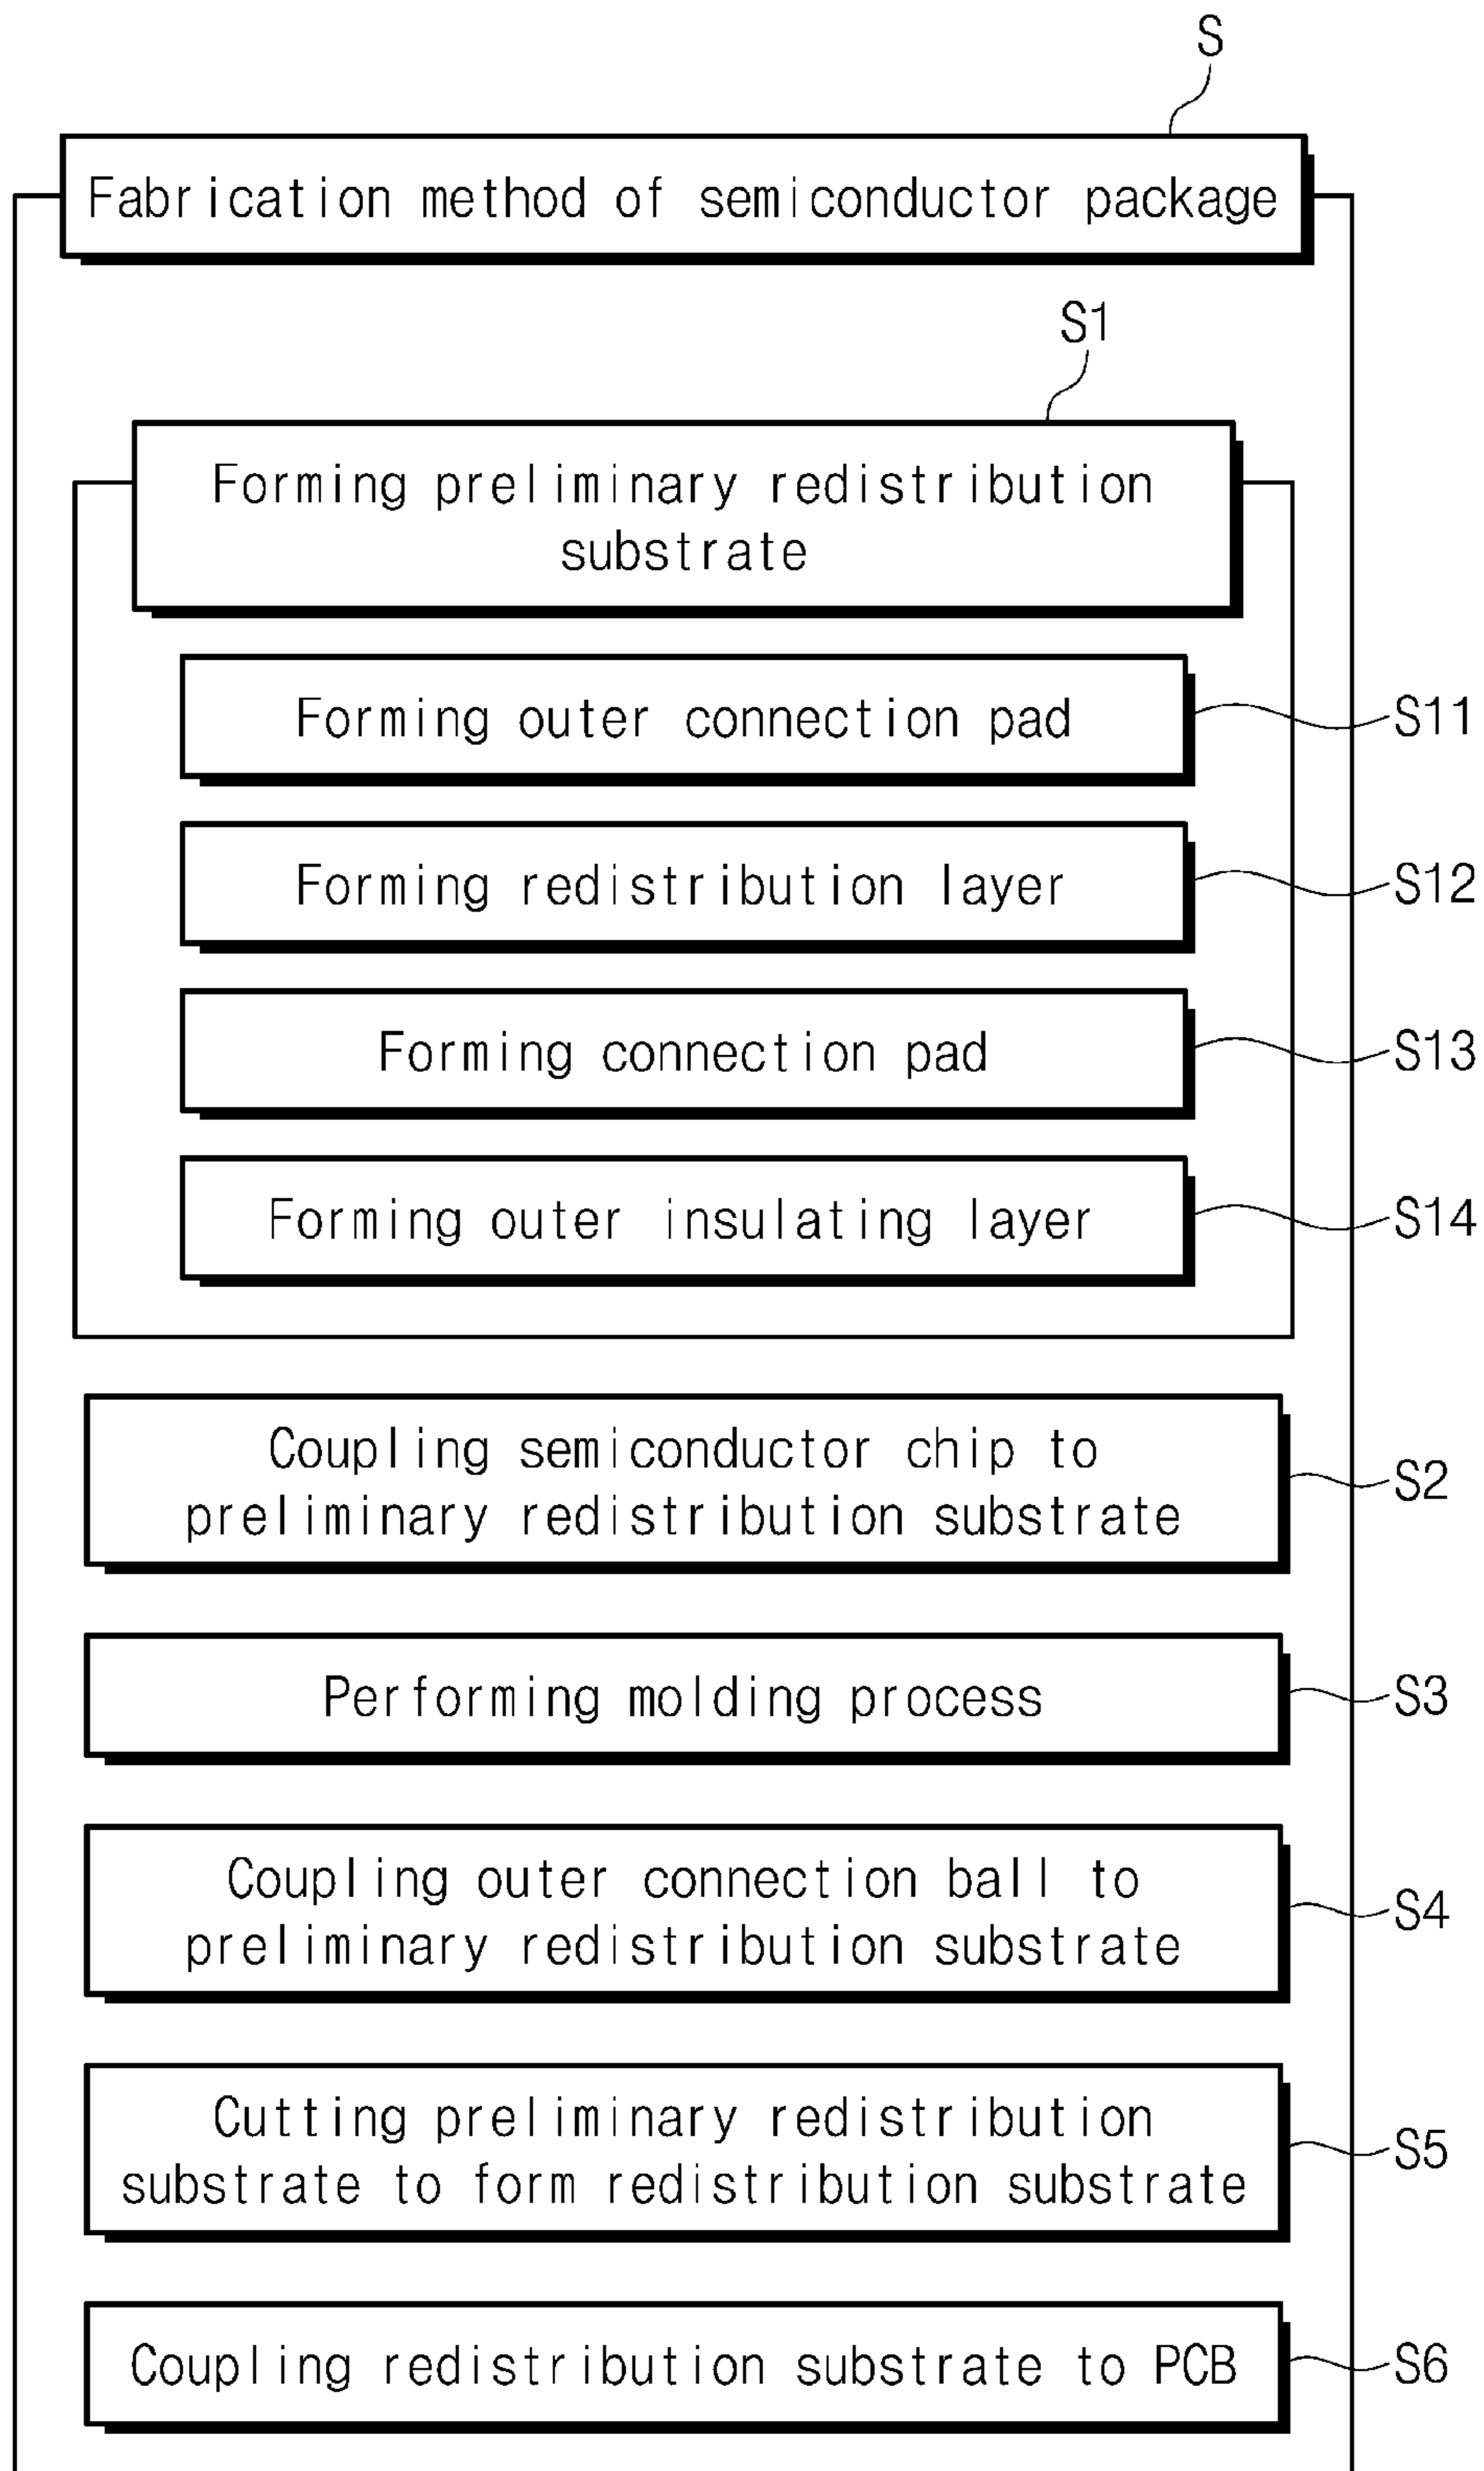 S
Fabrication method of semiconductor package
S1
Forming preliminary redistribution
substrate
Forming outer connection pad
S11
Forming redistribution layer
S12
Forming connection pad
S13
Forming outer insulating layer
S14
Coupling semiconductor chip to
preliminary redistribution substrate
S2
Performing molding process
S3
Coupling outer connection ball to
preliminary redistribution substrate
S4
Cutting preliminary redistribution
substrate to form redistribution substrate
S5
Coupling redistribution substrate to PCB
S6